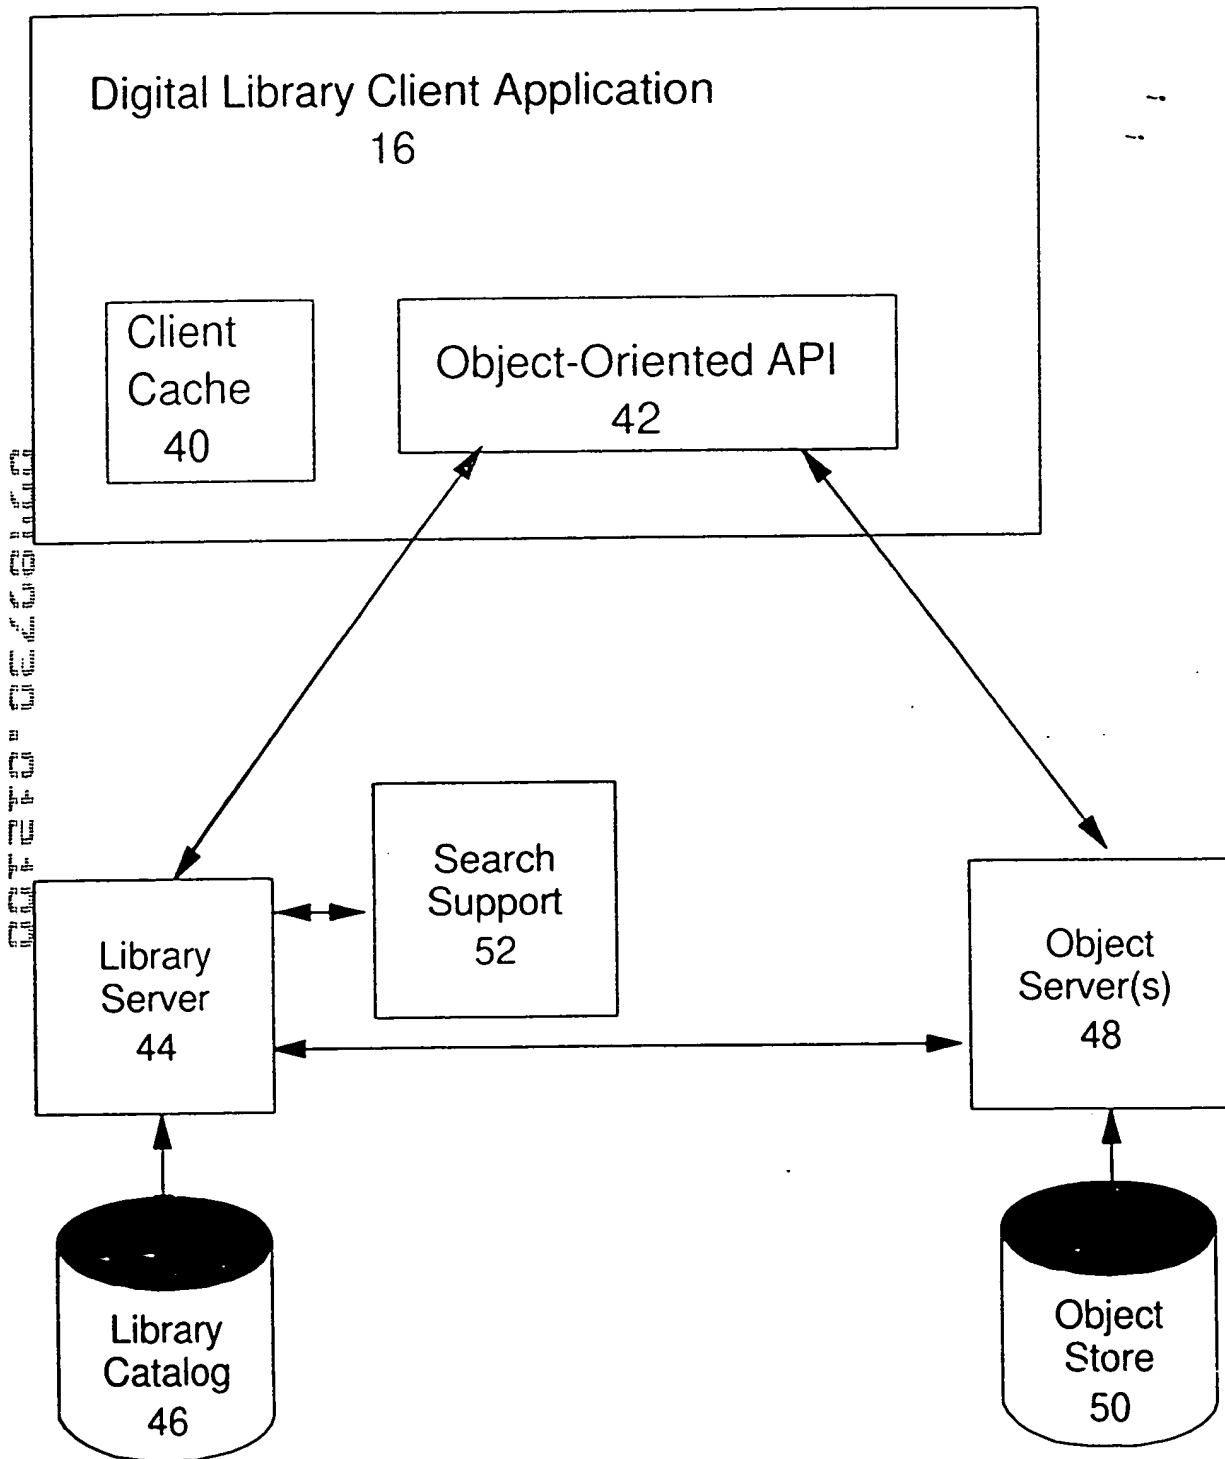 Digital Library Client Application
16
Client
Cache
40
Object-Oriented API
42
Search
Support
52
Library
Server
44
Object
Server(s)
48
Library
Catalog
46
Object
Store
50